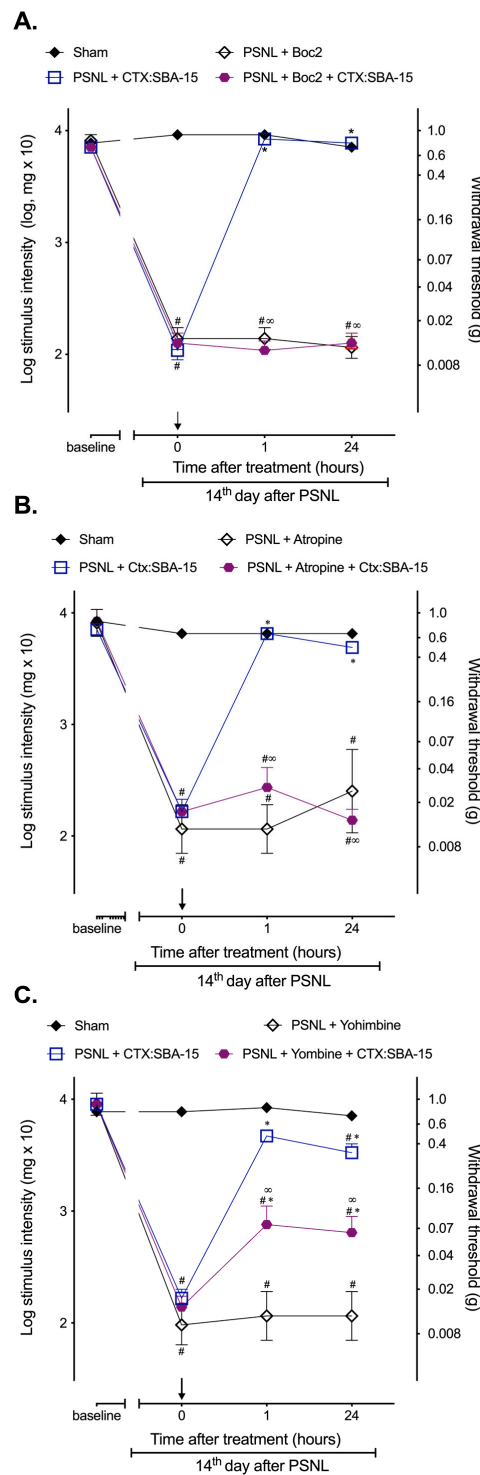 A.
Sham
PSNL + Boc2
PSNL + CTX:SBA-15
PSNL + Boc2 + CTX:SBA-15
Log stimulus intensity (log, mg x 10)
4
3
2
1.0
0.6
0.4
0.16
0.07
0.04
0.02
0.008
Withdrawal thresnold (g)
*
*
#
#∞
#∞
#
baseline
0
1
24
Time after treatment (hours)
14th day after PSNL
B.
Sham
PSNL + Atropine
PSNL + Ctx:SBA-15
PSNL + Atropine + Ctx:SBA-15
Log stimulus intensity (mg x 10)
4
3
2
1.0
0.6
0.4
0.16
0.07
0.04
0.02
0.008
Withdrawal threshold (g)
*
*
#
#∞
#
#
#
#∞
baseline
0
1
24
Time after treatment (hours)
14th day after PSNL
C.
Sham
PSNL + Yohimbine
PSNL + CTX:SBA-15
PSNL + Yombine + CTX:SBA-15
Log stimulus intensity (mg x 10)
4
3
2
1.0
0.6
0.4
0.16
0.07
0.04
0.02
0.008
Withdrawal threshold (g)
*
#*
∞
#*
∞
#*
#
#
#
#
baseline
0
1
24
Time after treatment (hours)
14th day after PSNL